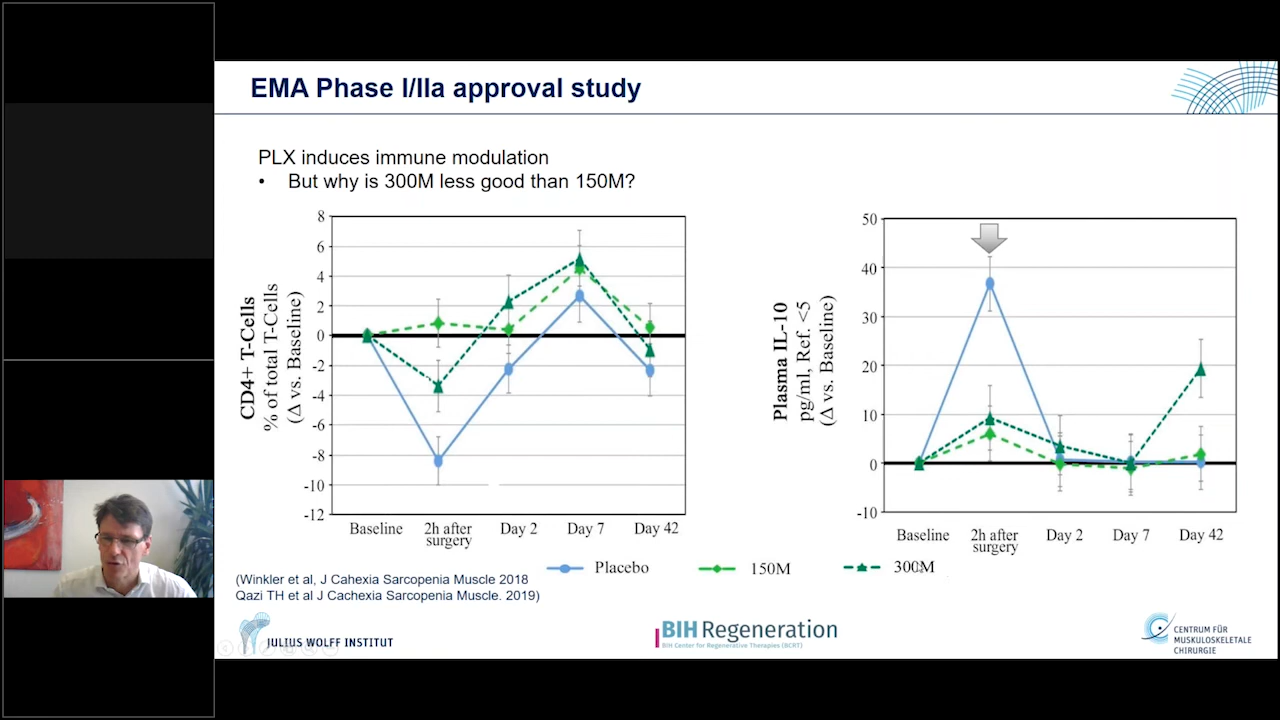 EMA Phase I/IIa approval study
PLX induces immune modulation
• But why is 300M less good than 150M?
CD4+ T-Cells
% of total T-Cells
(Δ vs. Baseline)
8
6
4
2
0
-2
-4
-6
-8
-10
-12
Baseline
2h after surgery
Day 2
Day 7
Day 42
Plasma IL-10
pg/ml, Ref. <5
(Δ vs. Baseline)
50
40
30
20
10
0
-10
Baseline
2h after surgery
Day 2
Day 7
Day 42
Placebo
150M
300M
(Winkler et al, J Cahexia Sarcopenia Muscle 2018
Qazi TH et al J Cachexia Sarcopenia Muscle. 2019)
JULIUS WOLFF INSTITUT
BIH Regeneration
BIH Center for Regenerative Therapies (BCRT)
CENTRUM FÜR
MUSKULOSKELETALE
CHIRURGIE